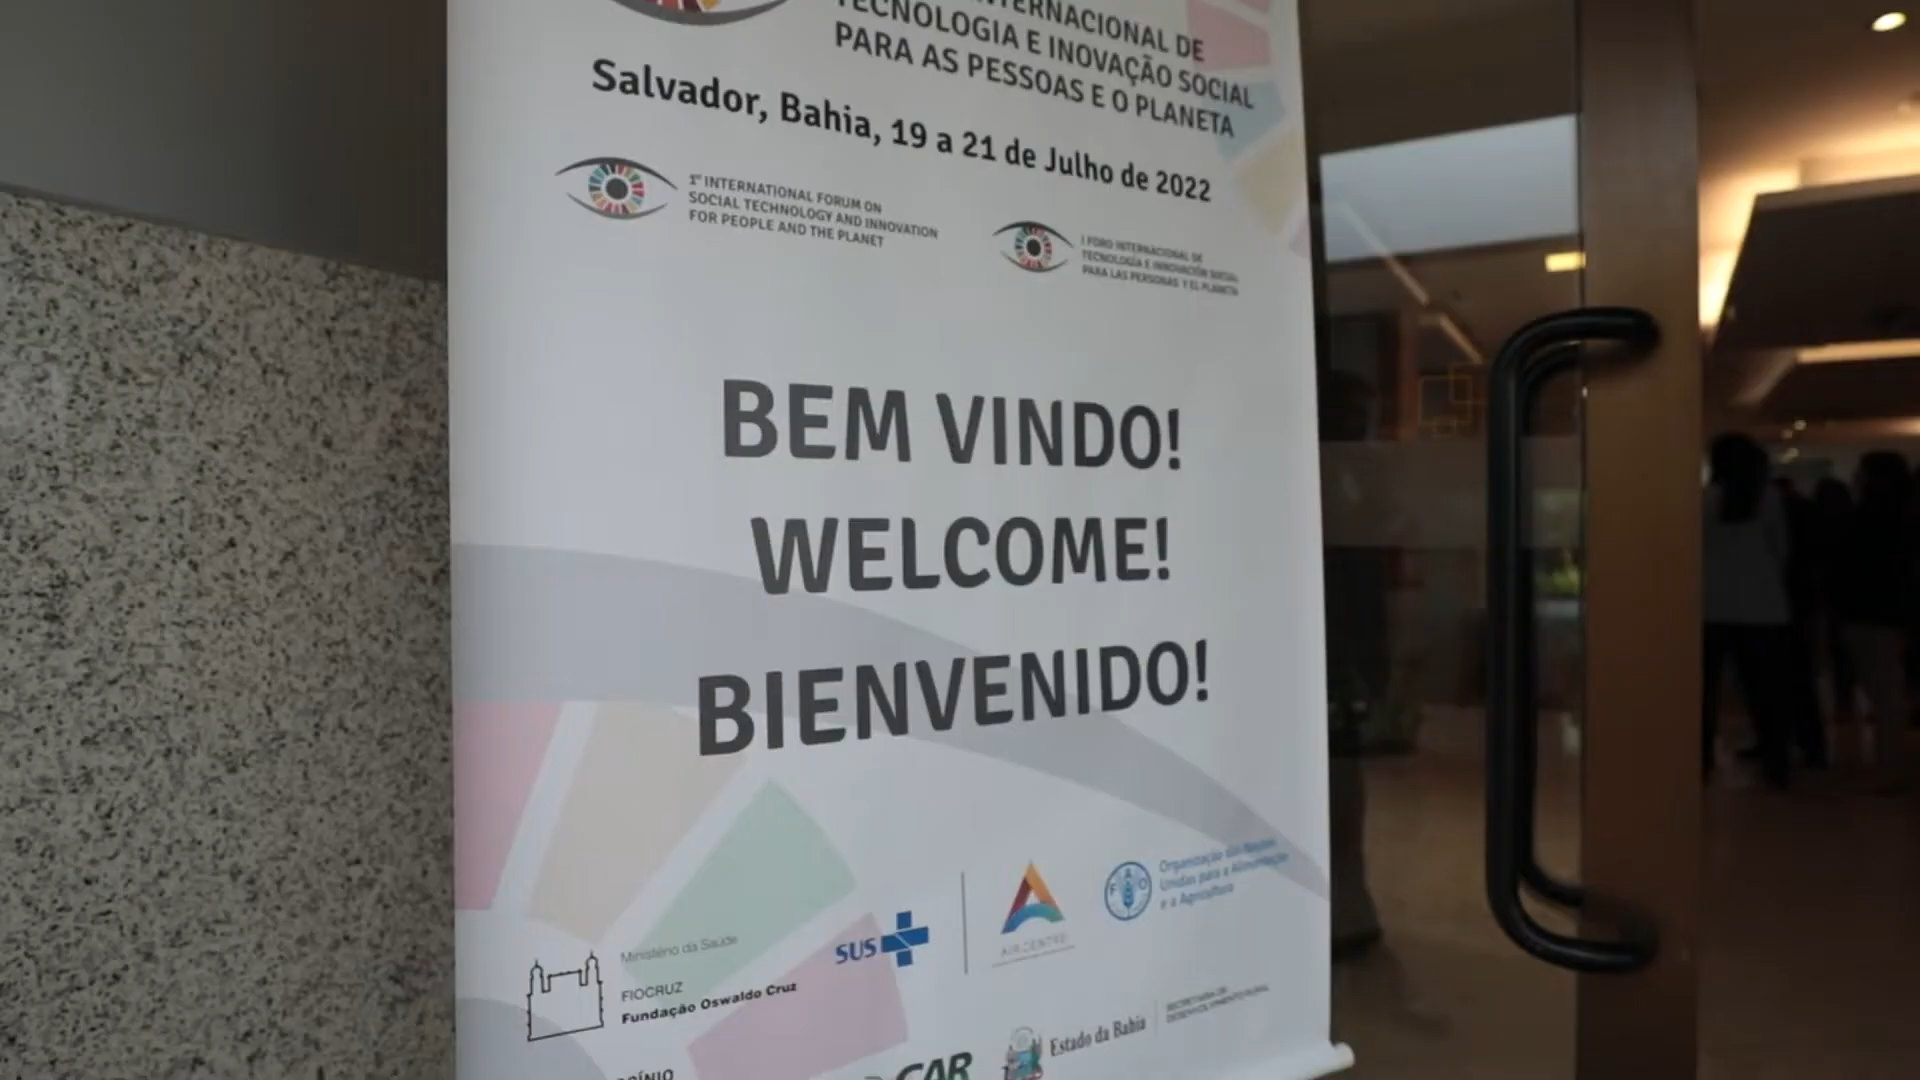 INTERNACIONAL DE
TECNOLOGIA E INOVAÇÃO SOCIAL
PARA AS PESSOAS E O PLANETA
Salvador, Bahia, 19 a 21 de Julho de 2022
1º INTERNATIONAL FORUM ON
SOCIAL TECHNOLOGY AND INNOVATION
FOR PEOPLE AND THE PLANET
I FORO INTERNACIONAL DE
TECNOLOGÍA E INNOVACIÓN SOCIAL
PARA LAS PERSONAS Y EL PLANETA
BEM VINDO!
WELCOME!
BIENVENIDO!
Ministério da Saúde
FIOCRUZ
Fundação Oswaldo Cruz
SUS
AIR CENTRE
FAO
Organização das Nações
Unidas para a Alimentação
e a Agricultura
CAR
Estado da Bahia
SECRETARIA DE
DESENVOLVIMENTO RURAL